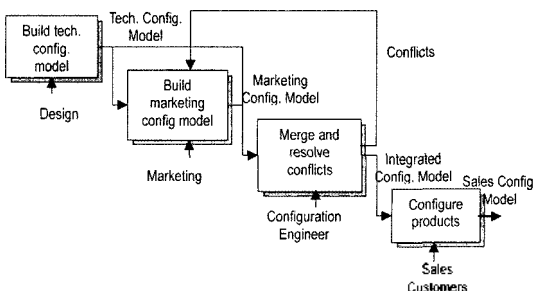 Build tech.
config.
model
Tech. Config.
Model
Conflicts
Build
marketing
config model
Marketing
Config. Model
Design
Merge and
resolve
conflicts
Marketing
Integrated
Config. Model
Sales Config
Model
Configure
products
Configuration
Engineer
Sales
Customers